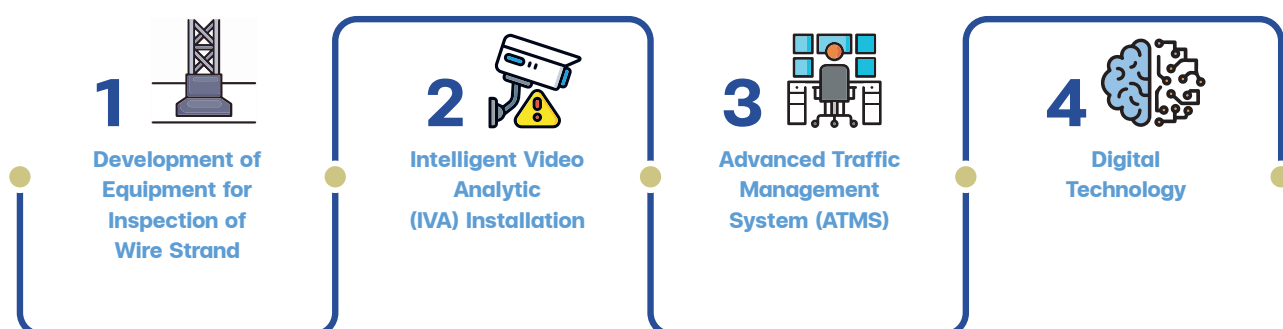 1
Development of
Equipment for
Inspection of
Wire Strand
2
Intelligent Video
Analytic
(IVA) Installation
3
Advanced Traffic
Management
System (ATMS)
4
Digital
Technology